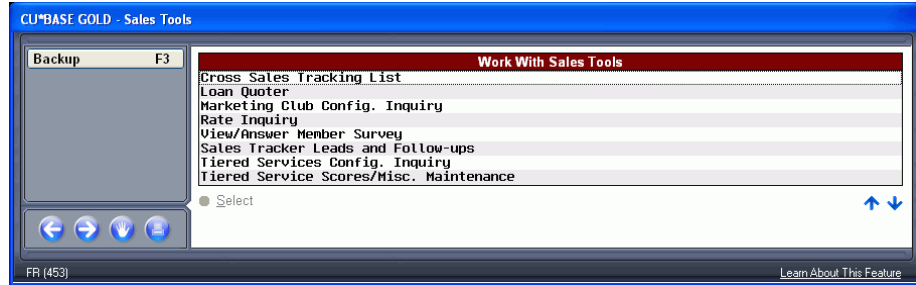 CU*BASE GOLD - Sales Tools
Backup F3
Work With Sales Tools
Cross Sales Tracking List
Loan Quoter
Marketing Club Config. Inquiry
Rate Inquiry
View/Answer Member Survey
Sales Tracker Leads and Follow-ups
Tiered Services Config. Inquiry
Tiered Service Scores/Misc. Maintenance
Select
FR (453)
Learn About This Feature